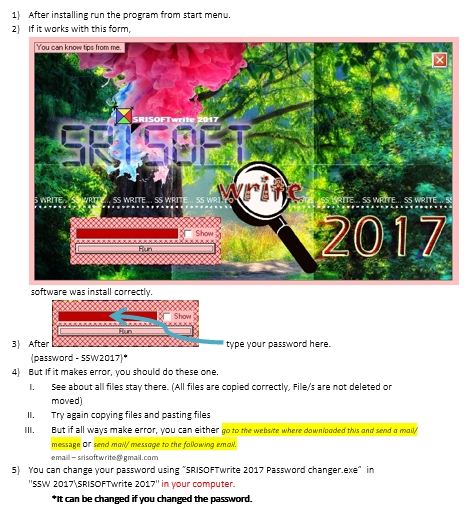 1) After installing run the program from start menu.
2) If it works with this form,
You can know tips from me.
SRISOFTwrite 2017
SRISOFT
S WRITE... SS WRITE... SS WRITE... SS WRITE... SS WRI
SS WRITE... SS WRITE... SS
write
2017
Show
Run
software was install correctly.
Show
Run
3) After type your password here.
(password - SSW2017)*
4) But if it makes error, you should do these one.
I. See about all files stay there. (All files are copied correctly, File/s are not deleted or
moved)
II. Try again copying files and pasting files
III. But if all ways make error, you can either go to the website where downloaded this and send a mail/
message or send mail/ message to the following email.
email – srisoftwrite@gmail.com
5) You can change your password using "SRISOFTwrite 2017 Password changer.exe" in
"SSW 2017\SRISOFTwrite 2017" in your computer.
*It can be changed if you changed the password.